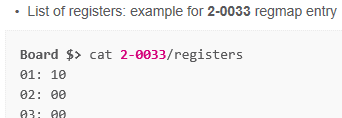 • List of registers: example for 2-0033 regmap entry
Board $> cat 2-0033/registers
01: 10
02: 00
03: 00